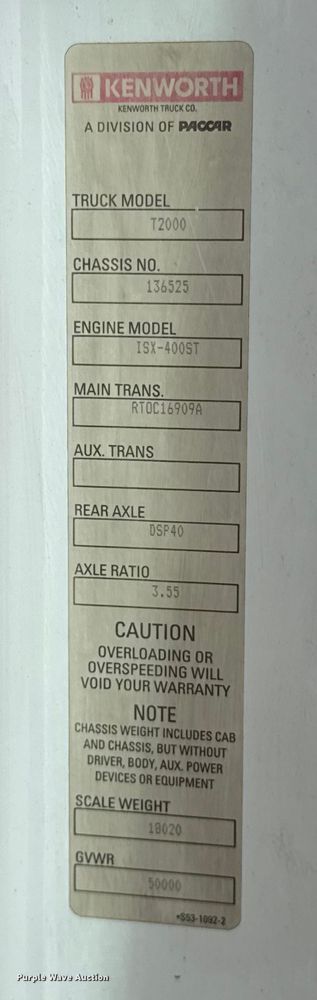 KENWORTH
KENWORTH TRUCK CO.
A DIVISION OF PACCAR
TRUCK MODEL
T2000
CHASSIS NO.
136525
ENGINE MODEL
ISX-400ST
MAIN TRANS.
RTOC16909A
AUX. TRANS
REAR AXLE
DSP40
AXLE RATIO
3.55
CAUTION
OVERLOADING OR
OVERSPEEDING WILL
VOID YOUR WARRANTY
NOTE
CHASSIS WEIGHT INCLUDES CAB
AND CHASSIS, BUT WITHOUT
DRIVER, BODY, AUX. POWER
DEVICES OR EQUIPMENT
SCALE WEIGHT
18020
GVWR
50000
•S53-1092-2
Purple Wave Auction